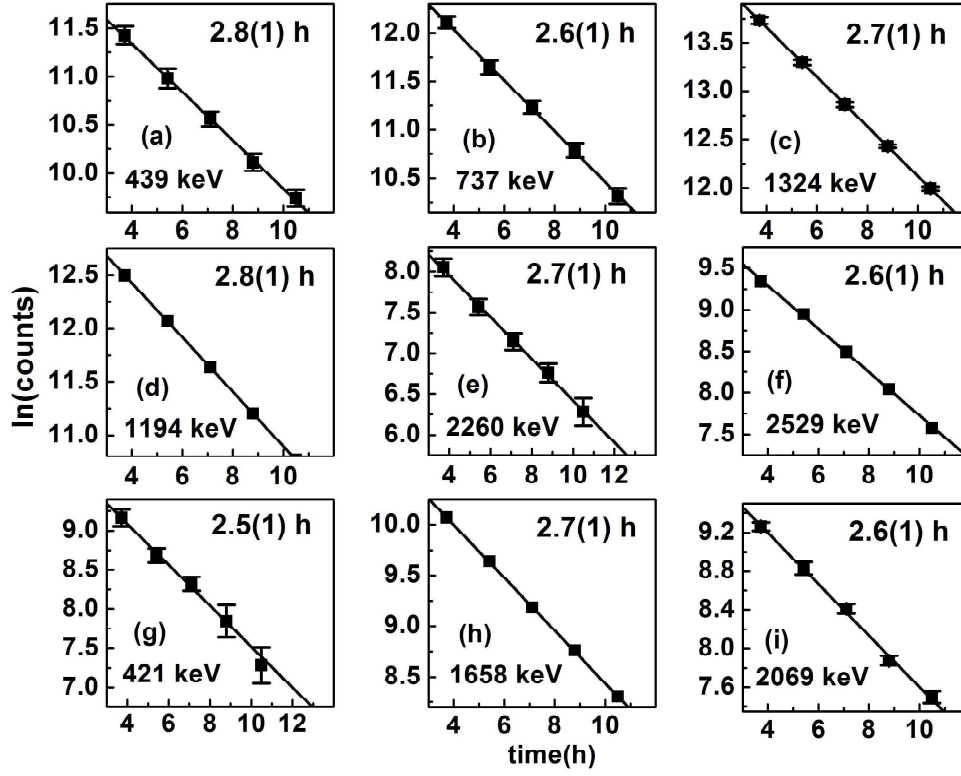 2.8(1) h
11.5
11.0
10.5
10.0
(a)
439 keV
4 6 8 10
2.6(1) h
12.0
11.5
11.0
10.5
(b)
737 keV
4 6 8 10
2.7(1) h
13.5
13.0
12.5
12.0
(c)
1324 keV
4 6 8 10
ln(counts)
2.8(1) h
12.5
12.0
11.5
11.0
(d)
1194 keV
4 6 8 10
2.7(1) h
8.0
7.5
7.0
6.5
6.0
(e)
2260 keV
4 6 8 10 12
2.6(1) h
9.5
9.0
8.5
8.0
7.5
(f)
2529 keV
4 6 8 10
2.5(1) h
9.0
8.5
8.0
7.5
7.0
(g)
421 keV
4 6 8 10 12
2.7(1) h
10.0
9.5
9.0
8.5
(h)
1658 keV
4 6 8 10
2.6(1) h
9.2
8.8
8.4
8.0
7.6
(i)
2069 keV
4 6 8 10
time(h)